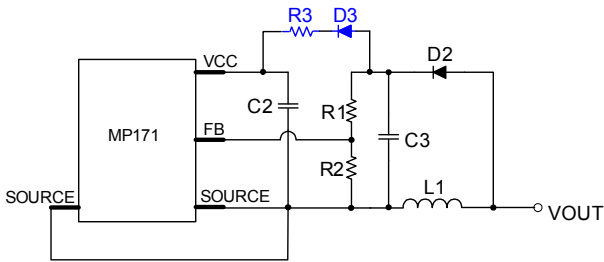 R3 D3
VCC
D2
C2
R1
MP171
FB
C3
R2
SOURCE
SOURCE
L1
VOUT